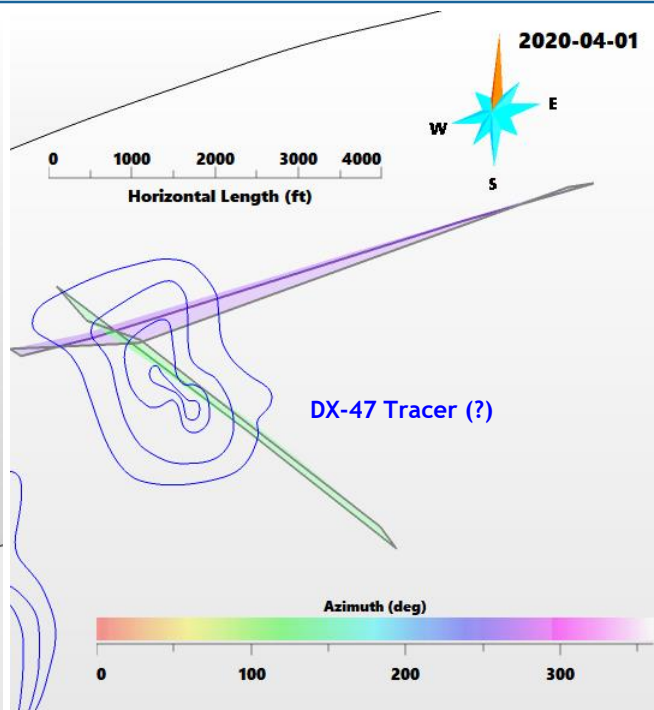 2020-04-01
E
W
S
0 1000 2000 3000 4000
Horizontal Length (ft)
DX-47 Tracer (?)
Azimuth (deg)
0 100 200 300